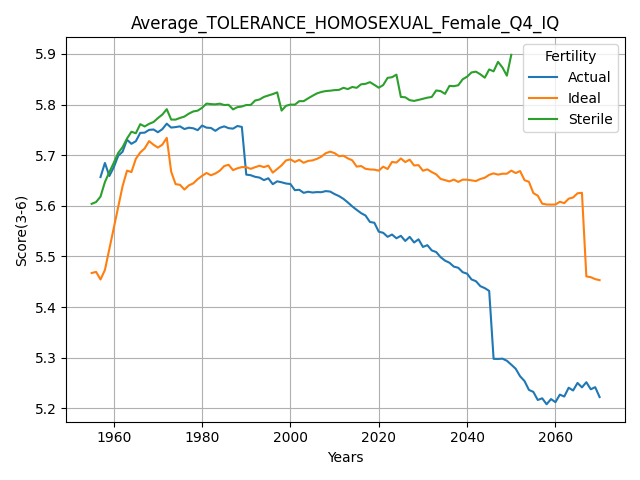 Average_TOLERANCE_HOMOSEXUAL_Female_Q4_IQ
Fertility
Actual
Ideal
Sterile
Score(3-6)
5.9
5.8
5.7
5.6
5.5
5.4
5.3
5.2
1960 1980 2000 2020 2040 2060
Years